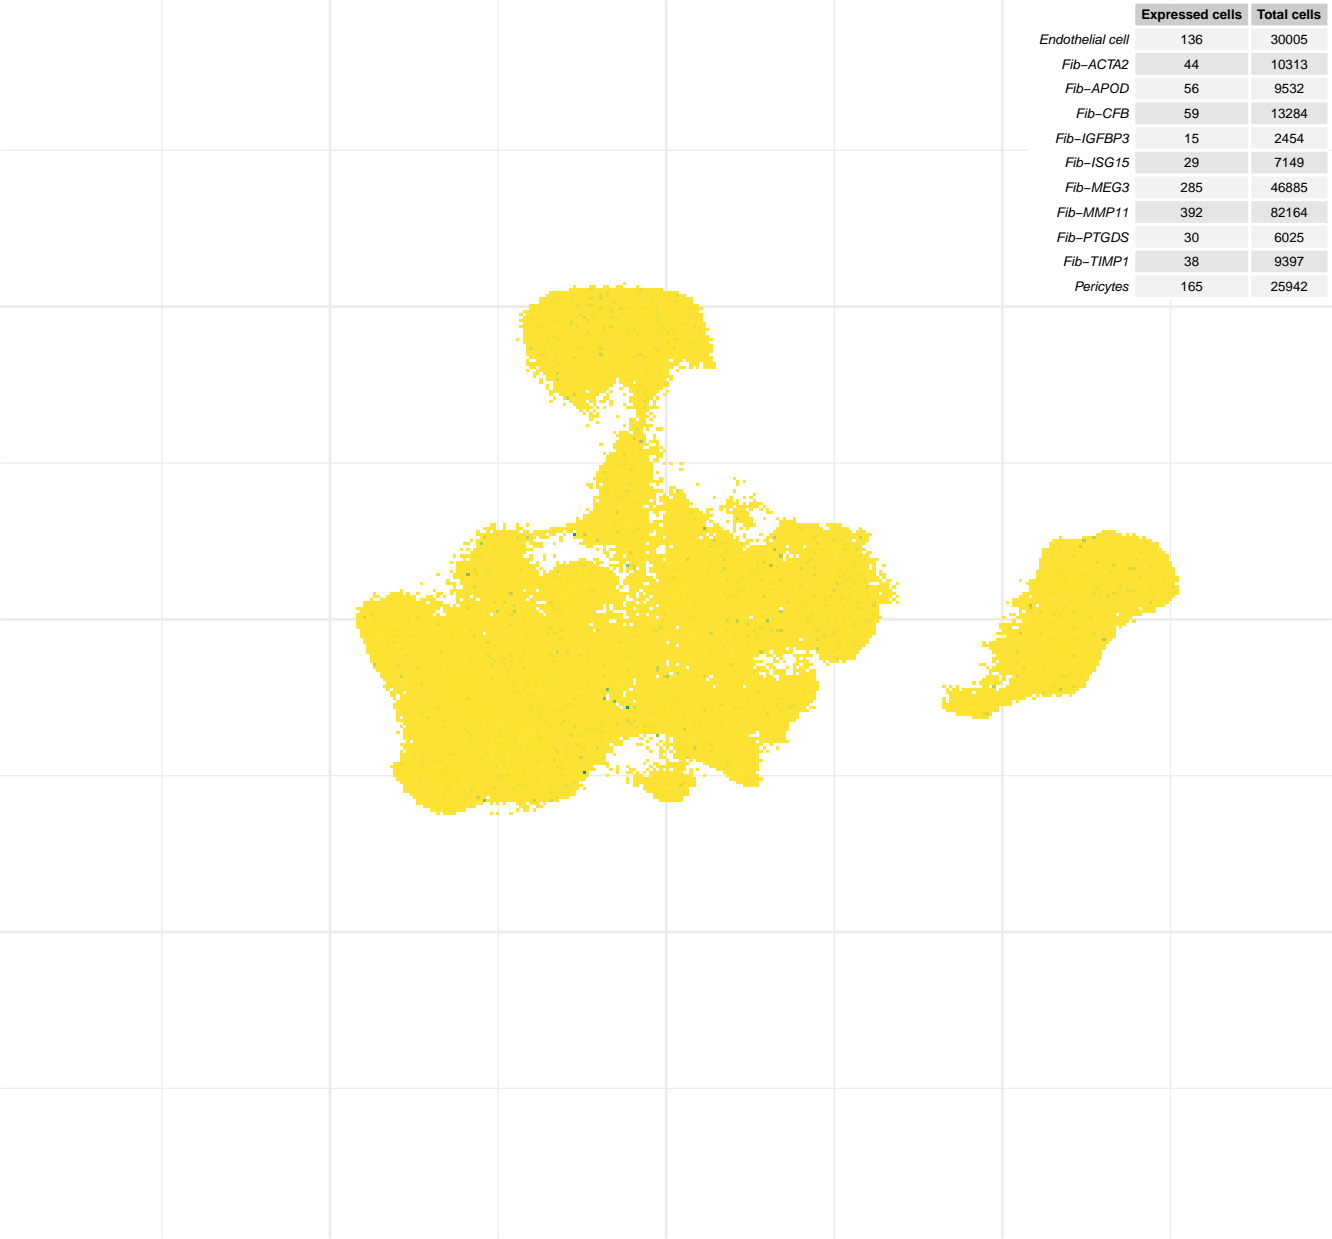 Expressed cells Total cells
Endothelial cell 136 30005
Fib−ACTA2 44 10313
Fib−APOD 56 9532
Fib−CFB 59 13284
Fib−IGFBP3 15 2454
Fib−ISG15 29 7149
Fib−MEG3 285 46885
Fib−MMP11 392 82164
Fib−PTGDS 30 6025
Fib−TIMP1 38 9397
Pericytes 165 25942